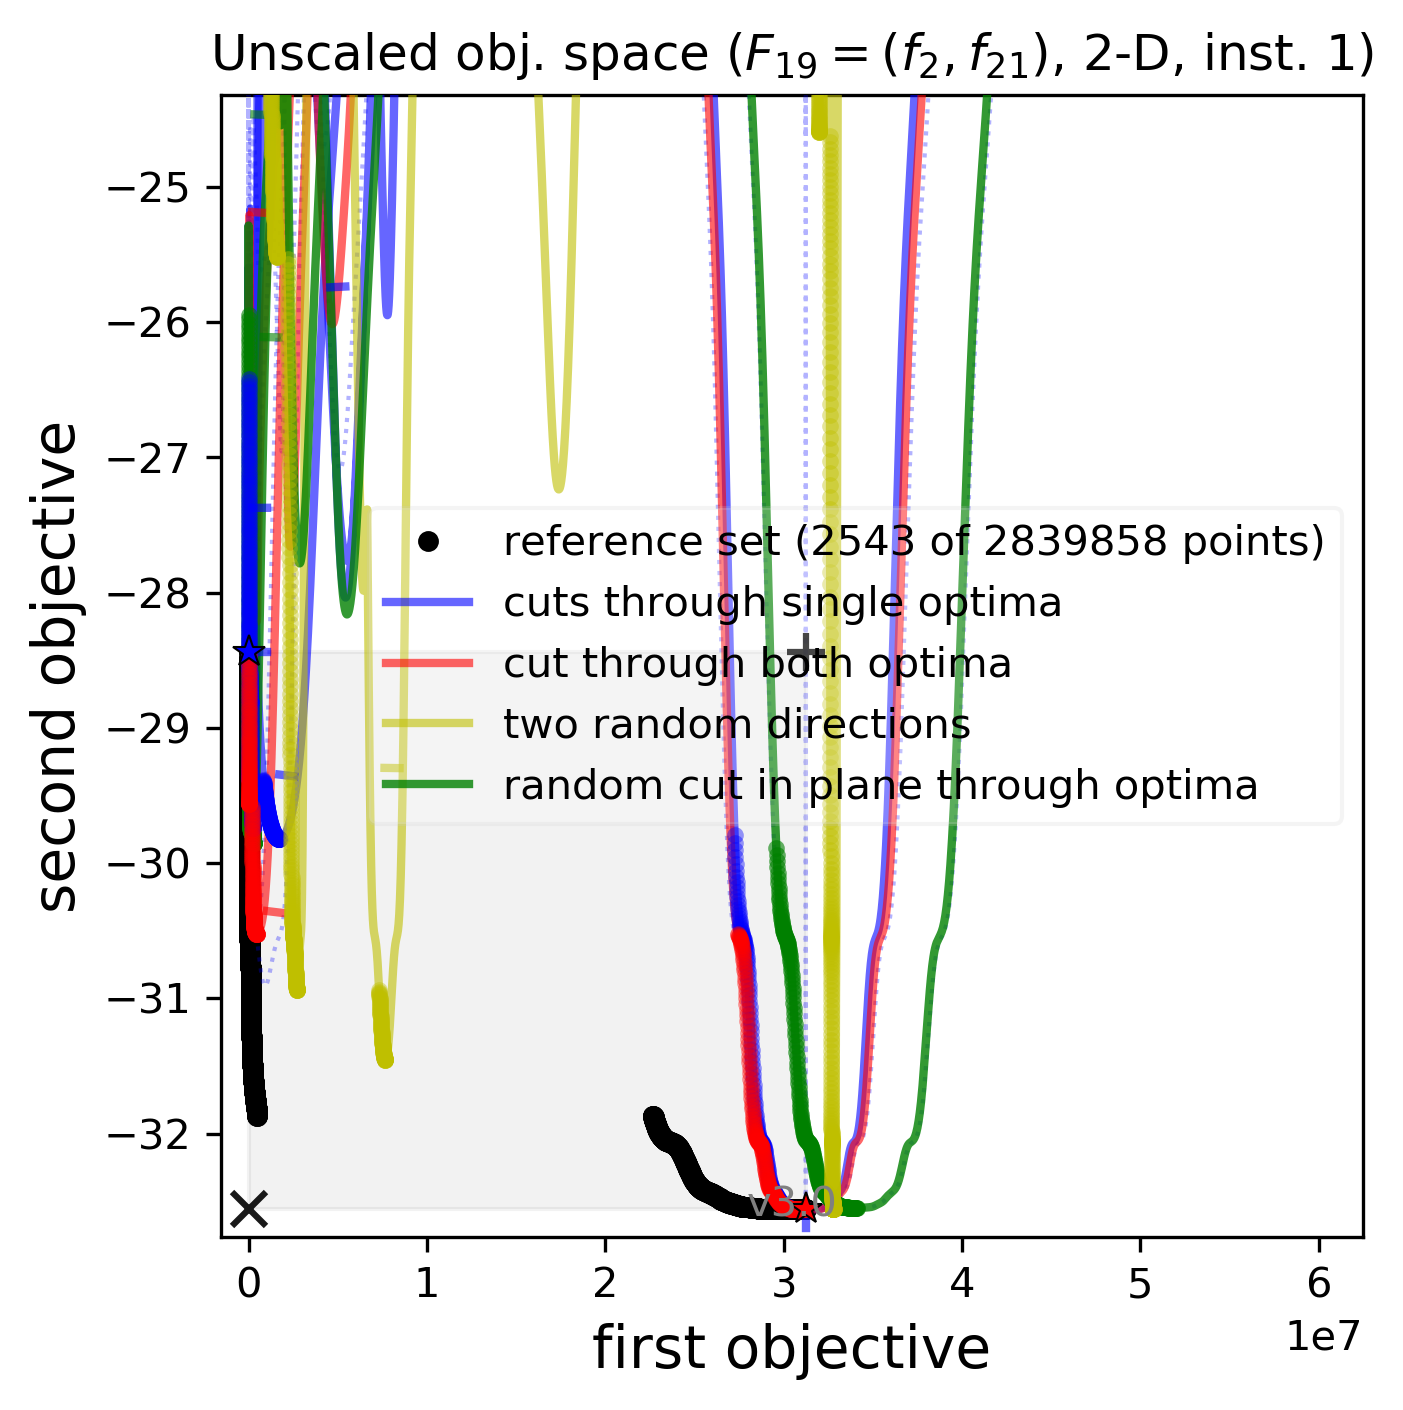 Unscaled obj. space (F₁₉ = (f₂, f₂₁), 2-D, inst. 1)
second objective
−25
−26
−27
−28
−29
−30
−31
−32
reference set (2543 of 2839858 points)
cuts through single optima
cut through both optima
two random directions
random cut in plane through optima
v3.0
0 1 2 3 4 5 6
1e7
first objective